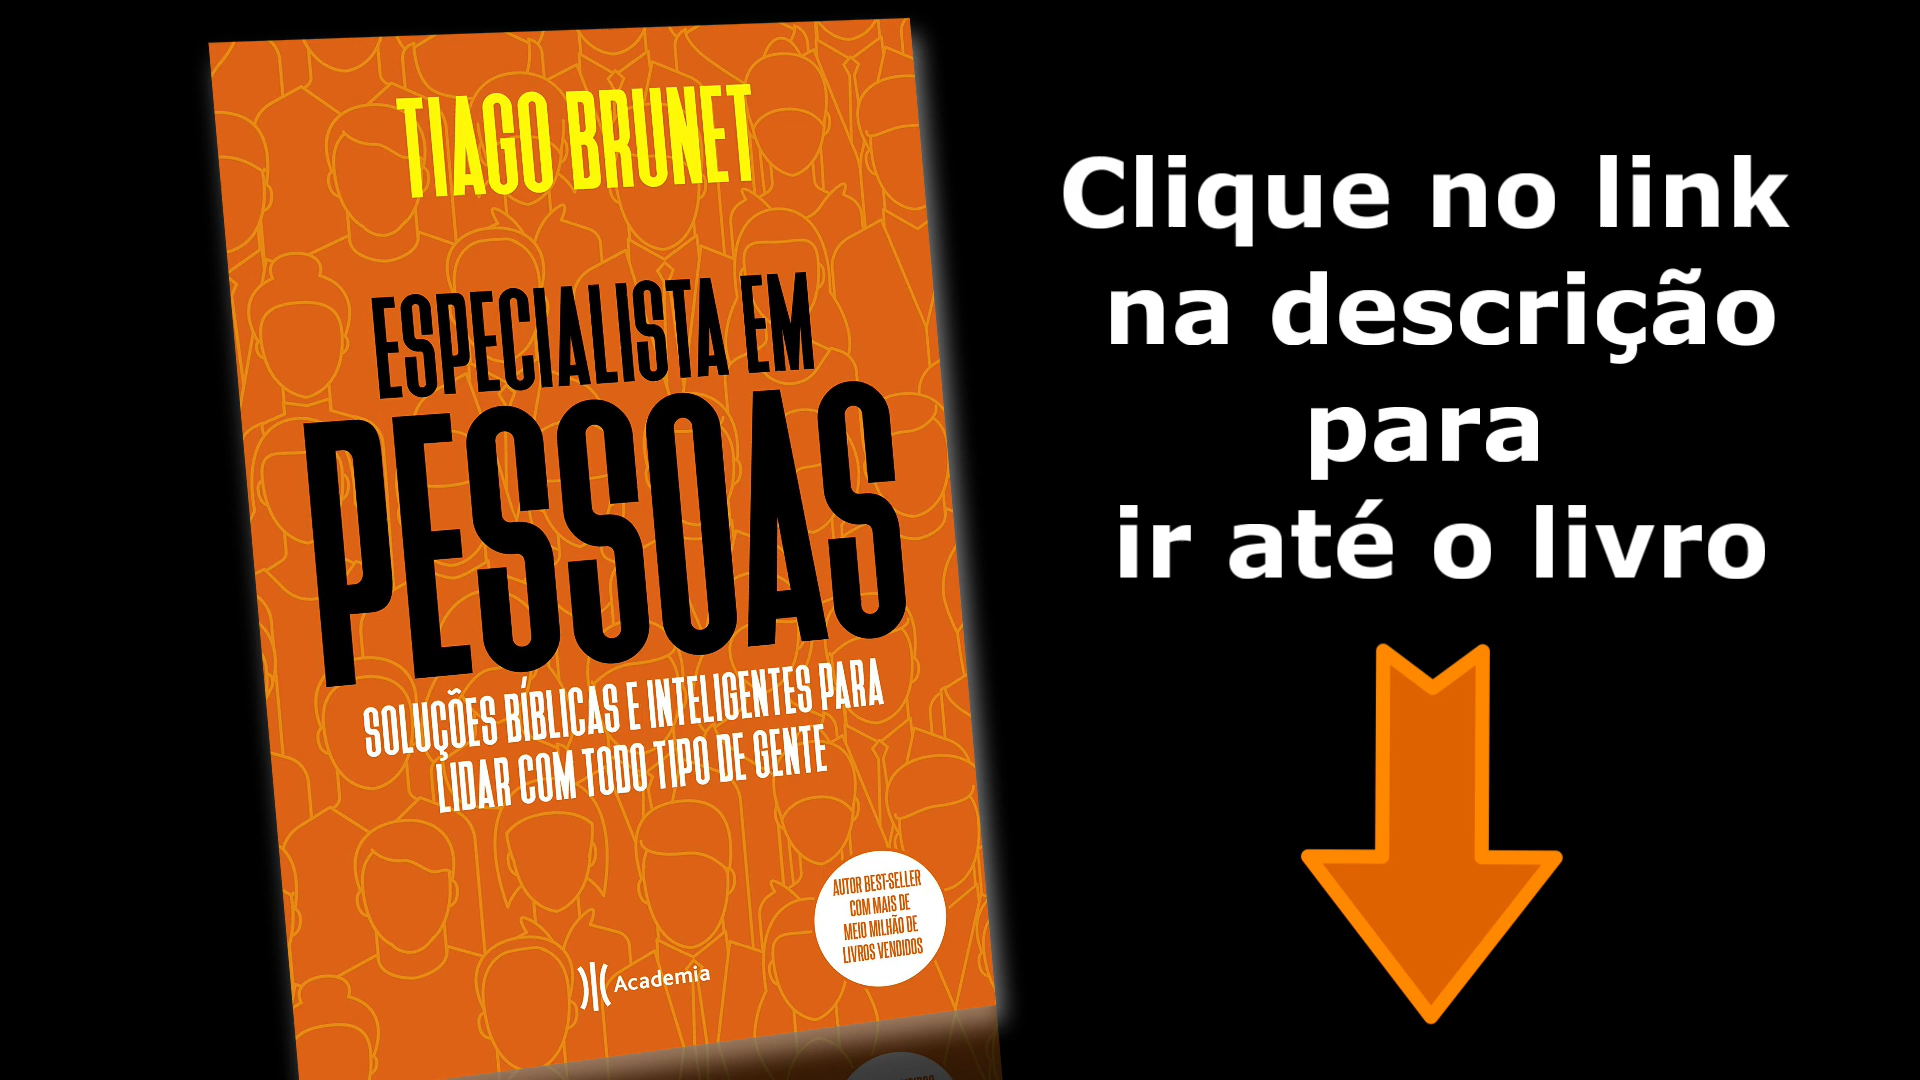 TIAGO BRUNET
ESPECIALISTA EM
PESSOAS
SOLUÇÕES BÍBLICAS E INTELIGENTES PARA
LIDAR COM TODO TIPO DE GENTE
AUTOR BEST-SELLER
COM MAIS DE
MEIO MILHÃO DE
LIVROS VENDIDOS
Academia
Clique no link
na descrição
para
ir até o livro